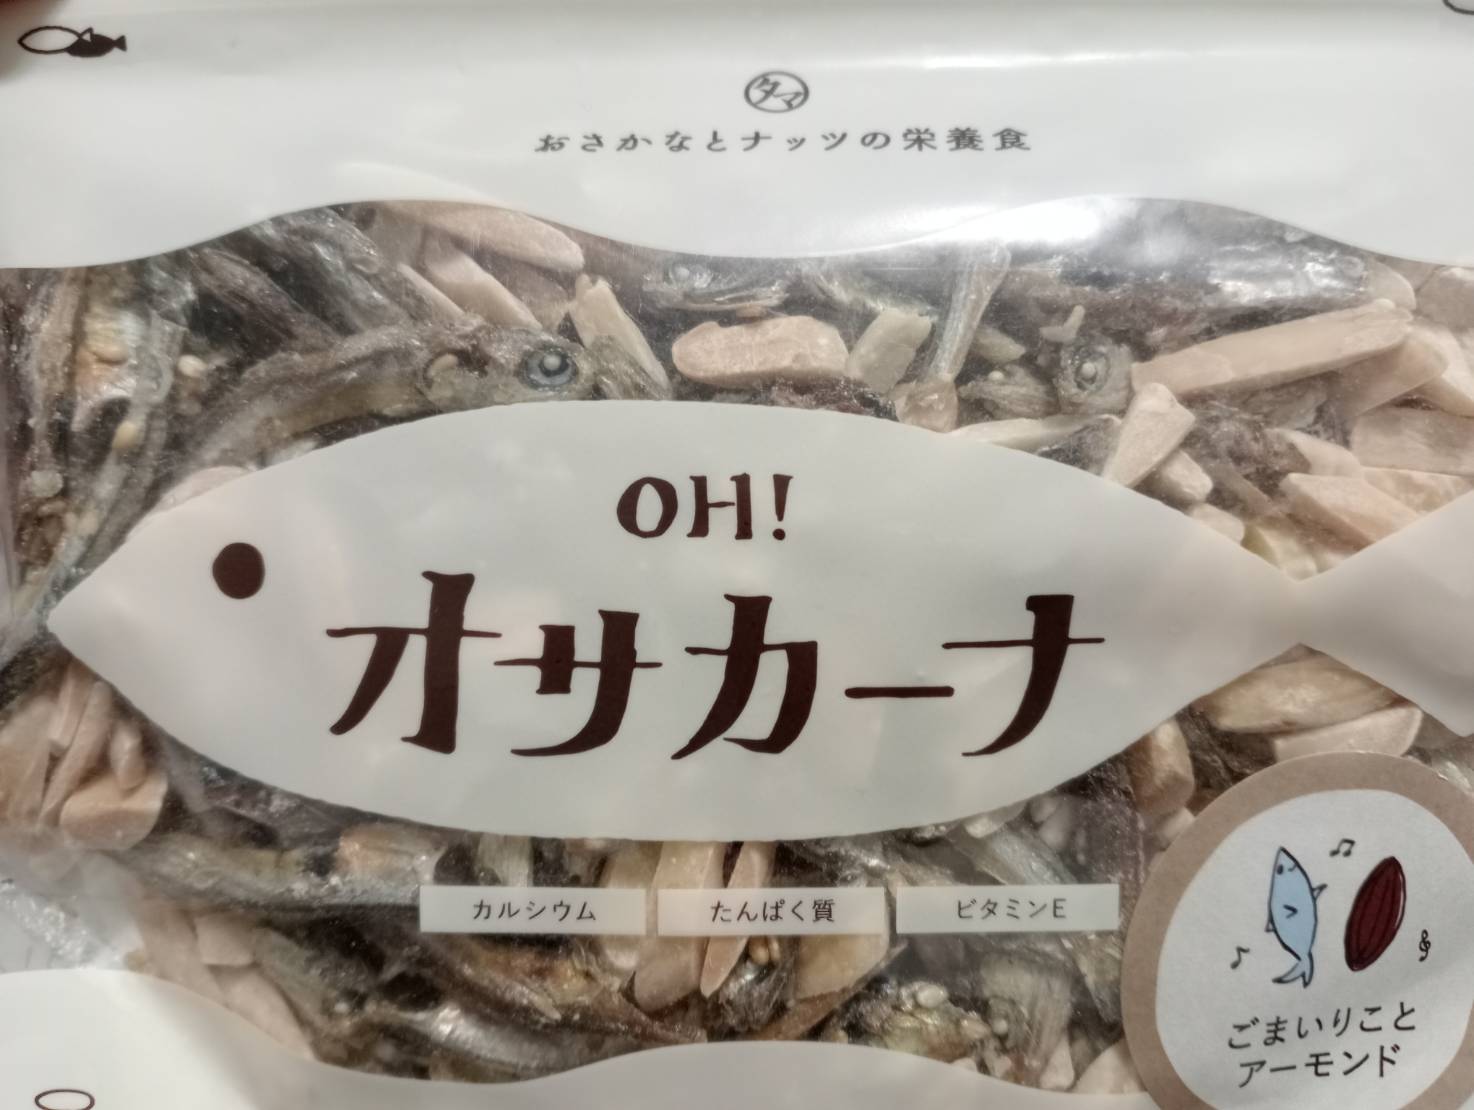 タマ
おさかなとナッツの栄養食
OH!
オサカーナ
カルシウム
たんぱく質
ビタミンE
ごまいりこと
アーモンド